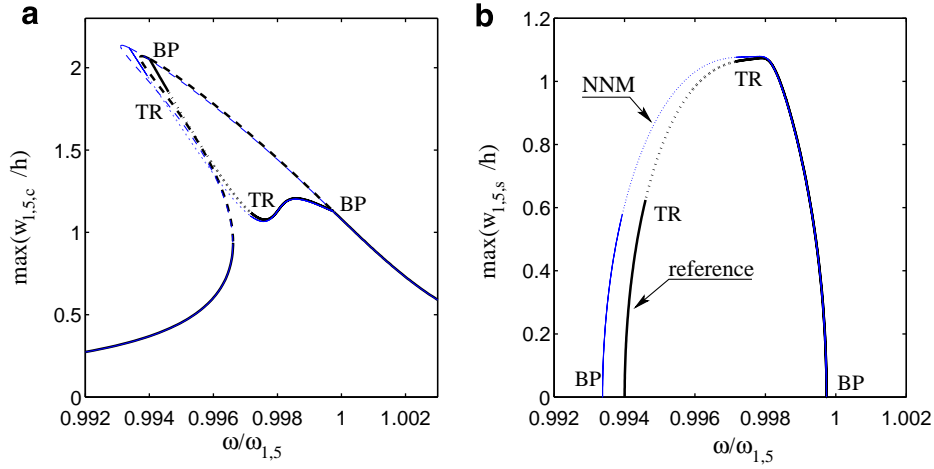 a
max(w1,5,c /h)
2
1.5
1
0.5
0
BP
TR
TR
BP
0.992 0.994 0.996 0.998 1 1.002
ω/ω1,5
b
max(w1,5,s /h)
1.2
1.0
0.8
0.6
0.4
0.2
0
NNM
TR
TR
reference
BP
BP
0.992 0.994 0.996 0.998 1 1.002
ω/ω1,5